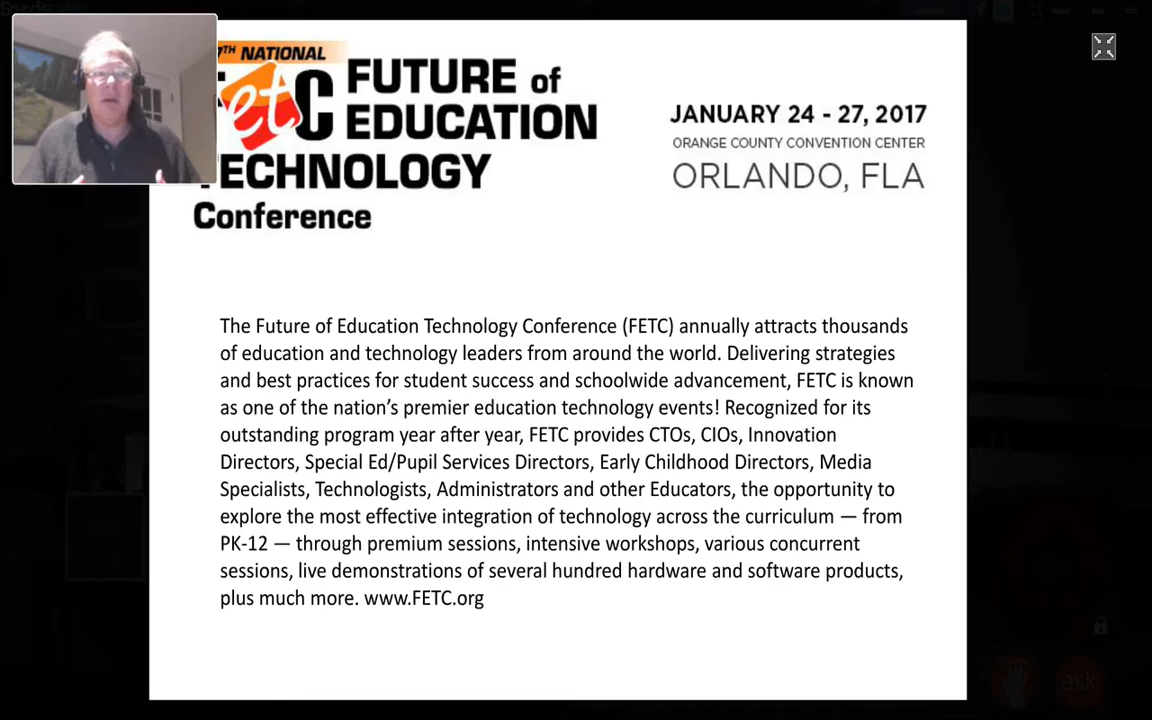 TH NATIONAL
etC FUTURE of
EDUCATION
TECHNOLOGY
Conference
JANUARY 24 - 27, 2017
ORANGE COUNTY CONVENTION CENTER
ORLANDO, FLA
The Future of Education Technology Conference (FETC) annually attracts thousands
of education and technology leaders from around the world. Delivering strategies
and best practices for student success and schoolwide advancement, FETC is known
as one of the nation’s premier education technology events! Recognized for its
outstanding program year after year, FETC provides CTOs, CIOs, Innovation
Directors, Special Ed/Pupil Services Directors, Early Childhood Directors, Media
Specialists, Technologists, Administrators and other Educators, the opportunity to
explore the most effective integration of technology across the curriculum — from
PK-12 — through premium sessions, intensive workshops, various concurrent
sessions, live demonstrations of several hundred hardware and software products,
plus much more. www.FETC.org
ask